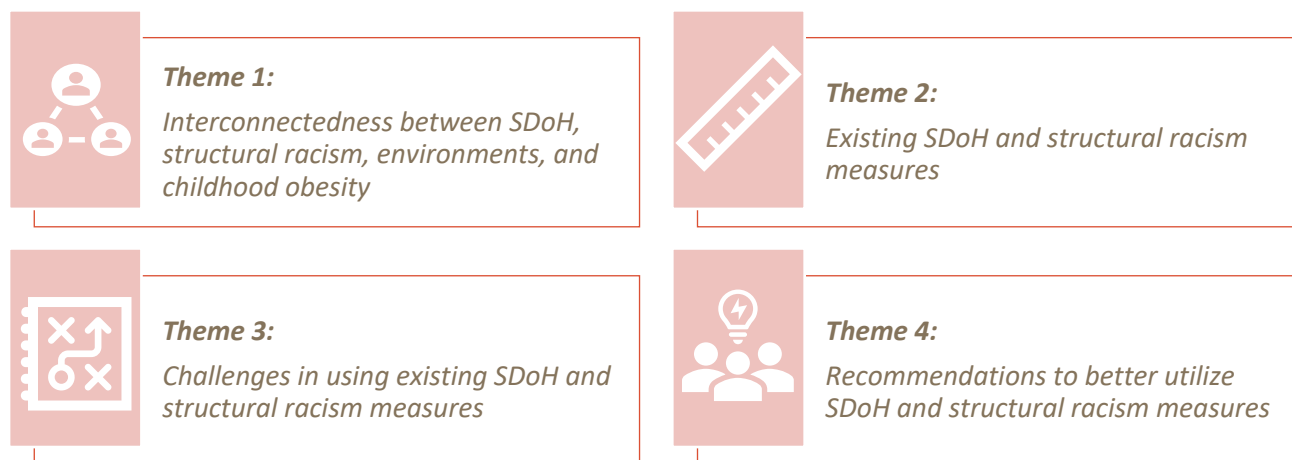 Theme 1:
Interconnectedness between SDoH,
structural racism, environments, and
childhood obesity
Theme 2:
Existing SDoH and structural racism
measures
Theme 3:
Challenges in using existing SDoH and
structural racism measures
Theme 4:
Recommendations to better utilize
SDoH and structural racism measures